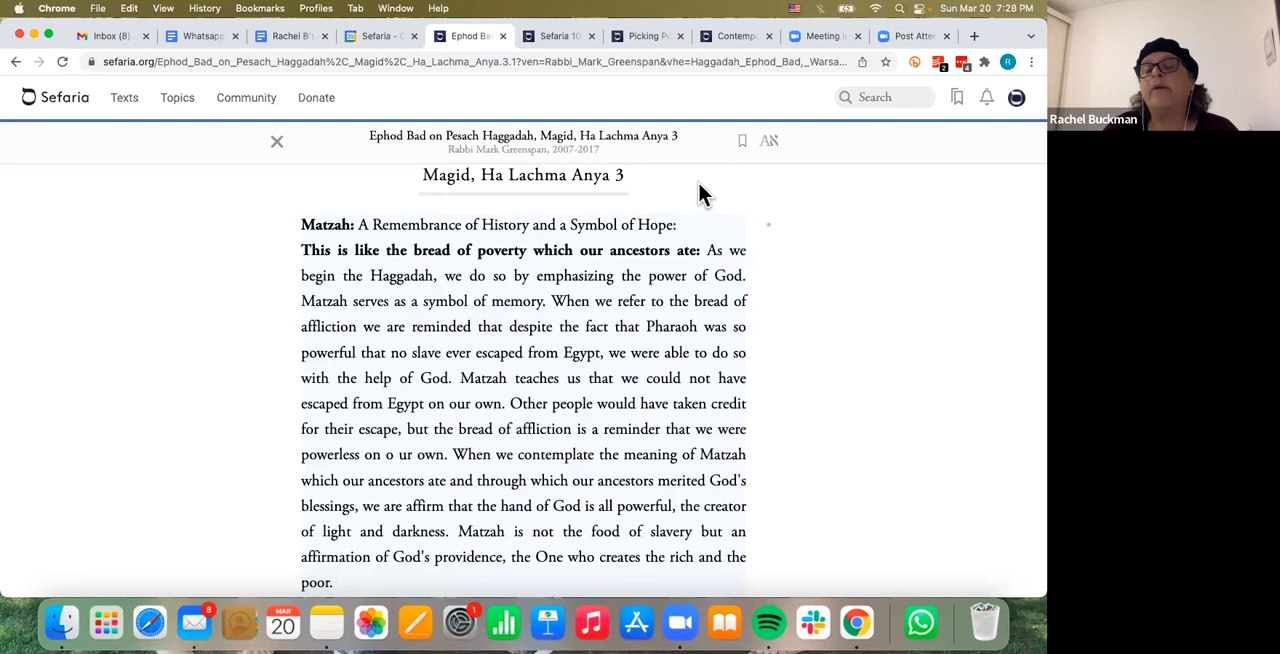 Chrome File Edit View History Bookmarks Profiles Tab Window Help Sun Mar 20 7:28 PM
Inbox (8) Whatsapp Rachel B's Sefaria - Ephod Ba Sefaria 10 Picking P Contemp Meeting I Post Atter
sefaria.org/Ephod_Bad_on_Pesach_Haggadah%2C_Magid%2C_Ha_Lachma_Anya.3.1?ven=Rabbi_Mark_Greenspan&vhe=Haggadah_Ephod_Bad,_Warsa... 2 4 R
Sefaria Texts Topics Community Donate Search
Rachel Buckman
Ephod Bad on Pesach Haggadah, Magid, Ha Lachma Anya 3
Rabbi Mark Greenspan, 2007-2017
Aא
Magid, Ha Lachma Anya 3
Matzah: A Remembrance of History and a Symbol of Hope:
This is like the bread of poverty which our ancestors ate: As we
begin the Haggadah, we do so by emphasizing the power of God.
Matzah serves as a symbol of memory. When we refer to the bread of
affliction we are reminded that despite the fact that Pharaoh was so
powerful that no slave ever escaped from Egypt, we were able to do so
with the help of God. Matzah teaches us that we could not have
escaped from Egypt on our own. Other people would have taken credit
for their escape, but the bread of affliction is a reminder that we were
powerless on o ur own. When we contemplate the meaning of Matzah
which our ancestors ate and through which our ancestors merited God's
blessings, we are affirm that the hand of God is all powerful, the creator
of light and darkness. Matzah is not the food of slavery but an
affirmation of God's providence, the One who creates the rich and the
poor.
8 MAR 20 1